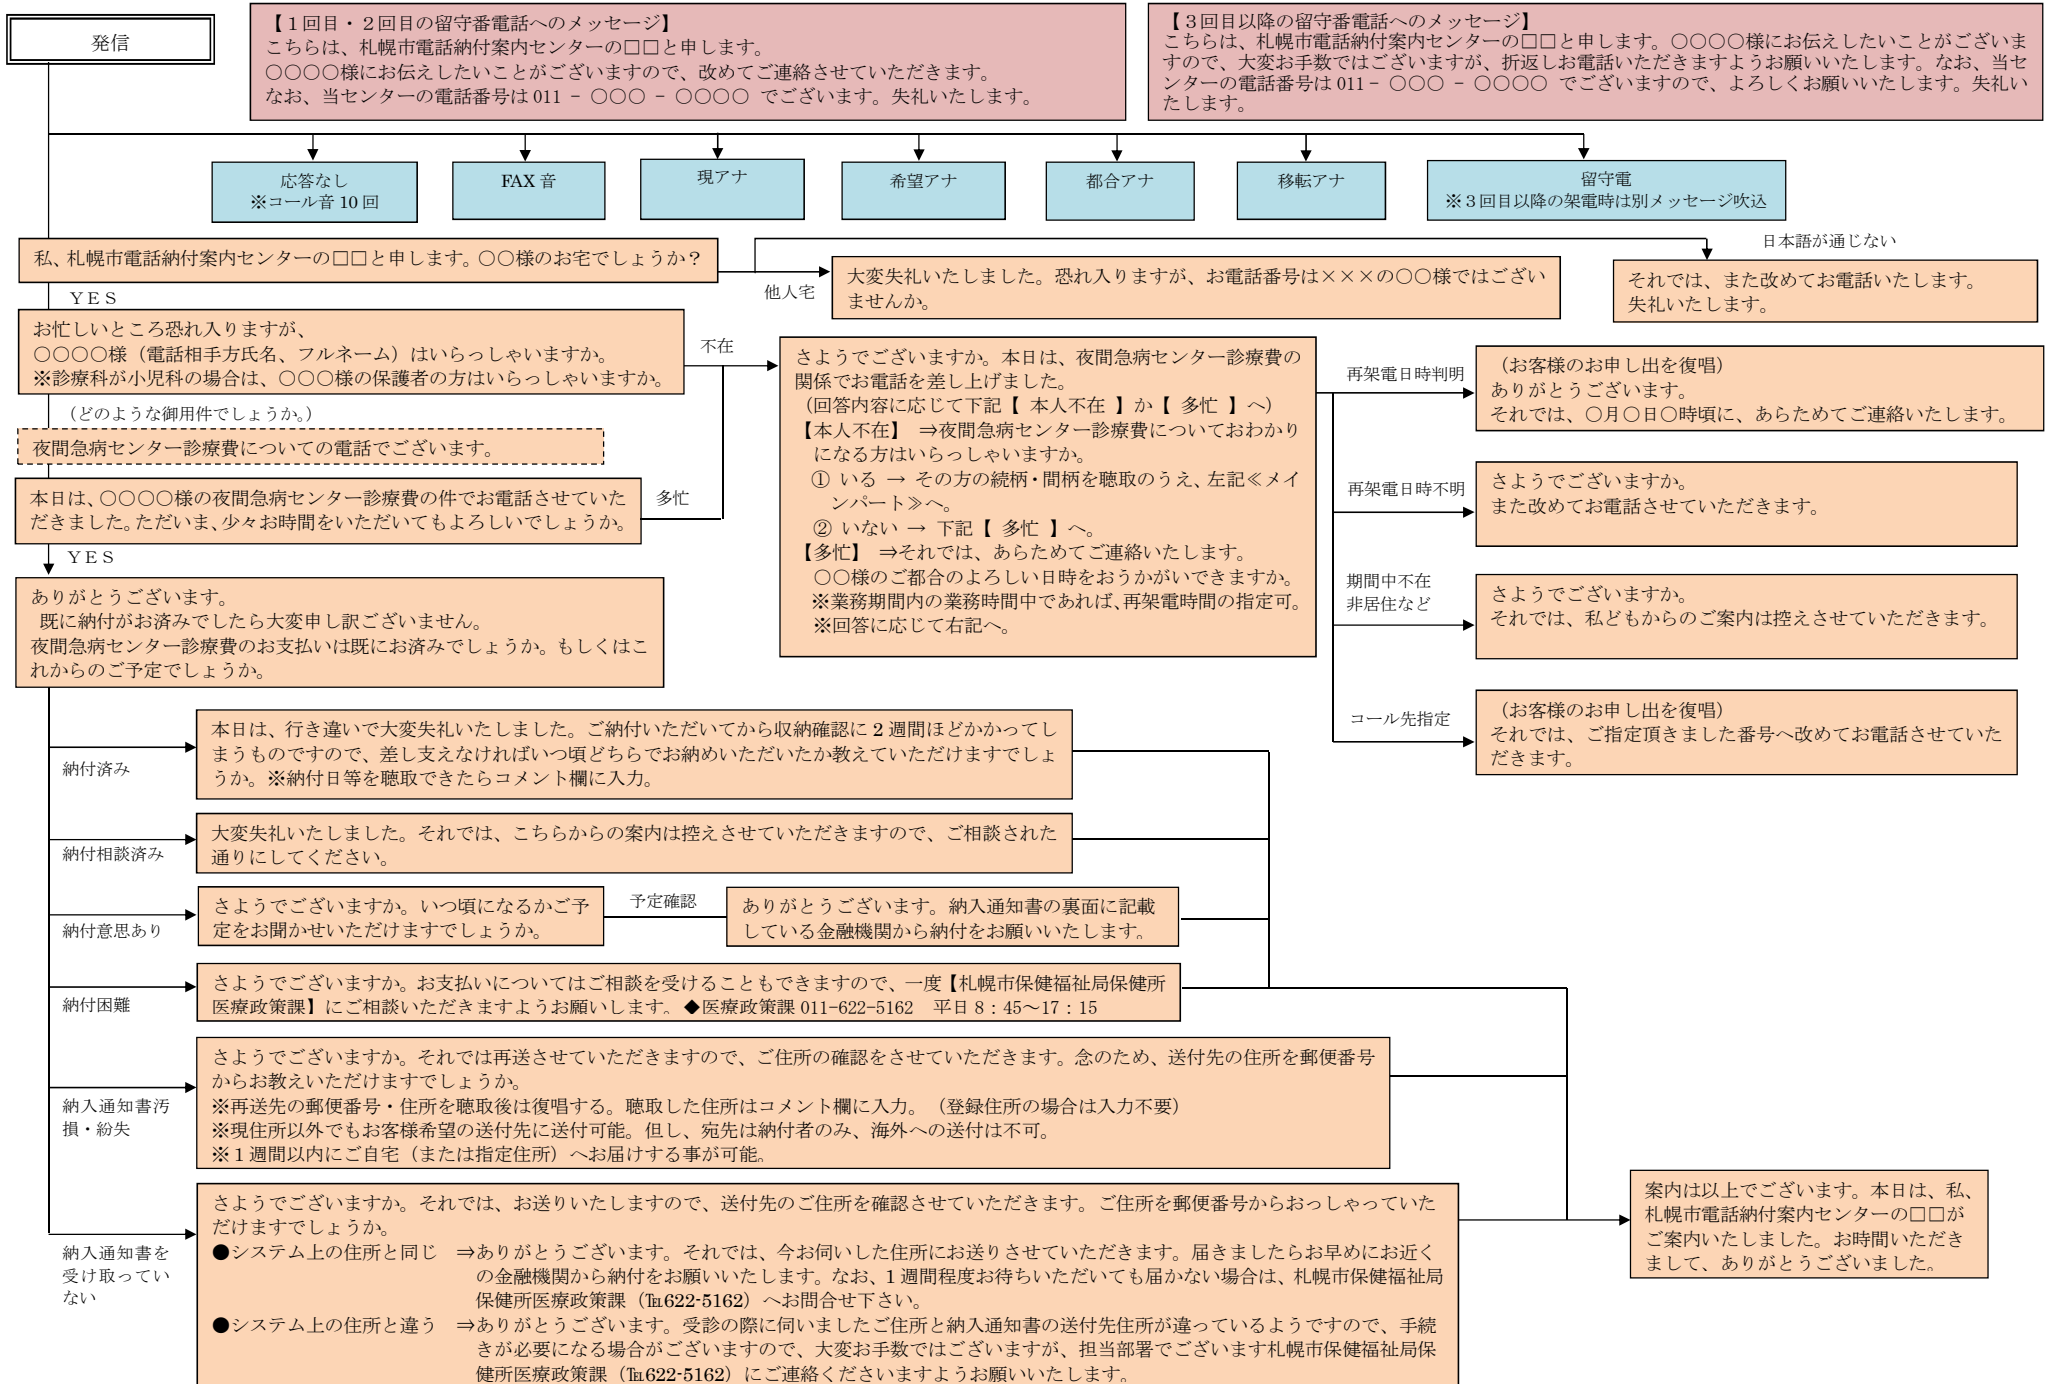 発信
【１回目・２回目の留守番電話へのメッセージ】
こちらは、札幌市電話納付案内センターの□□と申します。
○○○○様にお伝えしたいことがございますので、改めてご連絡させていただきます。
なお、当センターの電話番号は 011 － ○○○ － ○○○○ でございます。失礼いたします。
【３回目以降の留守番電話へのメッセージ】
こちらは、札幌市電話納付案内センターの□□と申します。○○○○様にお伝えしたいことがございま
すので、大変お手数ではございますが、折返しお電話いただきますようお願いいたします。なお、当セ
ンターの電話番号は 011－ ○○○ － ○○○○ でございますので、よろしくお願いいたします。失礼い
たします。
応答なし
※コール音 10 回
FAX 音
現アナ
希望アナ
都合アナ
移転アナ
留守電
※３回目以降の架電時は別メッセージ吹込
私、札幌市電話納付案内センターの□□と申します。○○様のお宅でしょうか？
他人宅
大変失礼いたしました。恐れ入りますが、お電話番号は×××の○○様ではござい
ませんか。
日本語が通じない
それでは、また改めてお電話いたします。
失礼いたします。
ＹＥＳ
お忙しいところ恐れ入りますが、
○○○○様（電話相手方氏名、フルネーム）はいらっしゃいますか。
※診療科が小児科の場合は、○○○様の保護者の方はいらっしゃいますか。
不在
（どのような御用件でしょうか。）
夜間急病センター診療費についての電話でございます。
本日は、○○○○様の夜間急病センター診療費の件でお電話させていた
だきました。ただいま、少々お時間をいただいてもよろしいでしょうか。
多忙
ＹＥＳ
さようでございますか。本日は、夜間急病センター診療費の
関係でお電話を差し上げました。
（回答内容に応じて下記【 本人不在 】か【 多忙 】へ）
【本人不在】 ⇒夜間急病センター診療費についておわかり
になる方はいらっしゃいますか。
① いる → その方の続柄・間柄を聴取のうえ、左記≪メイ
ンパート≫へ。
② いない → 下記【 多忙 】へ。
【多忙】 ⇒それでは、あらためてご連絡いたします。
○○様のご都合のよろしい日時をおうかがいできますか。
※業務期間内の業務時間中であれば、再架電時間の指定可。
※回答に応じて右記へ。
再架電日時判明
（お客様のお申し出を復唱）
ありがとうございます。
それでは、○月○日○時頃に、あらためてご連絡いたします。
再架電日時不明
さようでございますか。
また改めてお電話させていただきます。
期間中不在
非居住など
さようでございますか。
それでは、私どもからのご案内は控えさせていただきます。
コール先指定
（お客様のお申し出を復唱）
それでは、ご指定頂きました番号へ改めてお電話させていた
だきます。
ありがとうございます。
既に納付がお済みでしたら大変申し訳ございません。
夜間急病センター診療費のお支払いは既にお済みでしょうか。もしくはこ
れからのご予定でしょうか。
納付済み
本日は、行き違いで大変失礼いたしました。ご納付いただいてから収納確認に 2 週間ほどかかってし
まうものですので、差し支えなければいつ頃どちらでお納めいただいたか教えていただけますでしょ
うか。※納付日等を聴取できたらコメント欄に入力。
納付相談済み
大変失礼いたしました。それでは、こちらからの案内は控えさせていただきますので、ご相談された
通りにしてください。
納付意思あり
さようでございますか。いつ頃になるかご予
定をお聞かせいただけますでしょうか。
予定確認
ありがとうございます。納入通知書の裏面に記載
している金融機関から納付をお願いいたします。
納付困難
さようでございますか。お支払いについてはご相談を受けることもできますので、一度【札幌市保健福祉局保健所
医療政策課】にご相談いただきますようお願いします。◆医療政策課 011-622-5162　平日 8：45～17：15
納入通知書汚
損・紛失
さようでございますか。それでは再送させていただきますので、ご住所の確認をさせていただきます。念のため、送付先の住所を郵便番号
からお教えいただけますでしょうか。
※再送先の郵便番号・住所を聴取後は復唱する。聴取した住所はコメント欄に入力。（登録住所の場合は入力不要）
※現住所以外でもお客様希望の送付先に送付可能。但し、宛先は納付者のみ、海外への送付は不可。
※１週間以内にご自宅（または指定住所）へお届けする事が可能。
納入通知書を
受け取ってい
ない
さようでございますか。それでは、お送りいたしますので、送付先のご住所を確認させていただきます。ご住所を郵便番号からおっしゃっていた
だけますでしょうか。
●システム上の住所と同じ　⇒ありがとうございます。それでは、今お伺いした住所にお送りさせていただきます。届きましたらお早めにお近く
の金融機関から納付をお願いいたします。なお、1 週間程度お待ちいただいても届かない場合は、札幌市保健福祉局
保健所医療政策課（℡622-5162）へお問合せ下さい。
●システム上の住所と違う　⇒ありがとうございます。受診の際に伺いましたご住所と納入通知書の送付先住所が違っているようですので、手続
きが必要になる場合がございますので、大変お手数ではございますが、担当部署でございます札幌市保健福祉局保
健所医療政策課（℡622-5162）にご連絡くださいますようお願いいたします。
案内は以上でございます。本日は、私、
札幌市電話納付案内センターの□□が
ご案内いたしました。お時間いただき
まして、ありがとうございました。